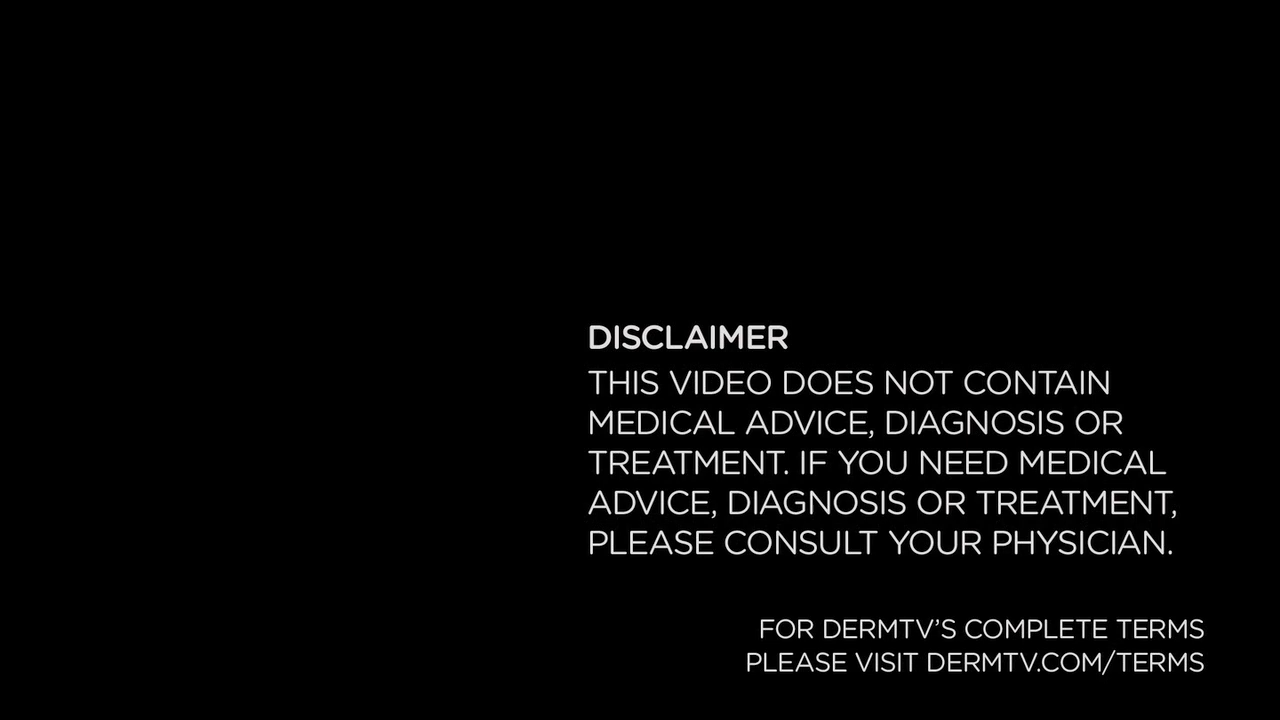 DISCLAIMER
THIS VIDEO DOES NOT CONTAIN
MEDICAL ADVICE, DIAGNOSIS OR
TREATMENT. IF YOU NEED MEDICAL
ADVICE, DIAGNOSIS OR TREATMENT,
PLEASE CONSULT YOUR PHYSICIAN.
FOR DERMTV’S COMPLETE TERMS
PLEASE VISIT DERMTV.COM/TERMS